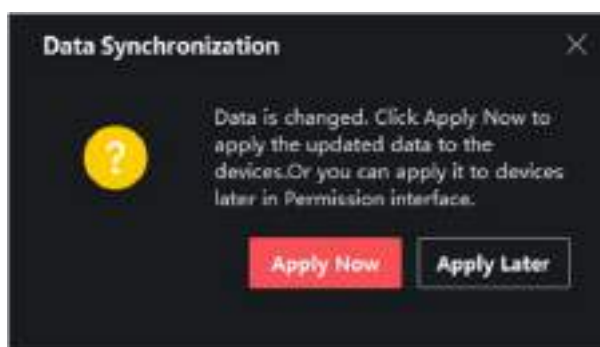 Data Synchronization
Data is changed. Click Apply Now to
apply the updated data to the
devices.Or you can apply it to devices
later in Permission interface.
Apply Now
Apply Later